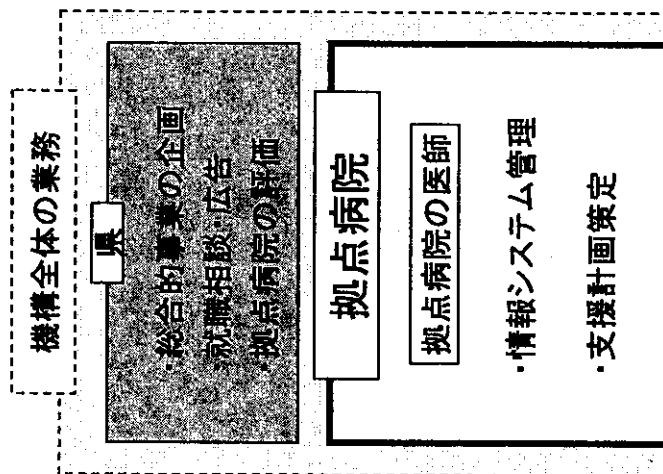 機構全体の業務
県
・総合的事業の企画
・就職相談・広告
・拠点病院の評価
拠点病院
拠点病院の医師
・情報システム管理
・支援計画策定